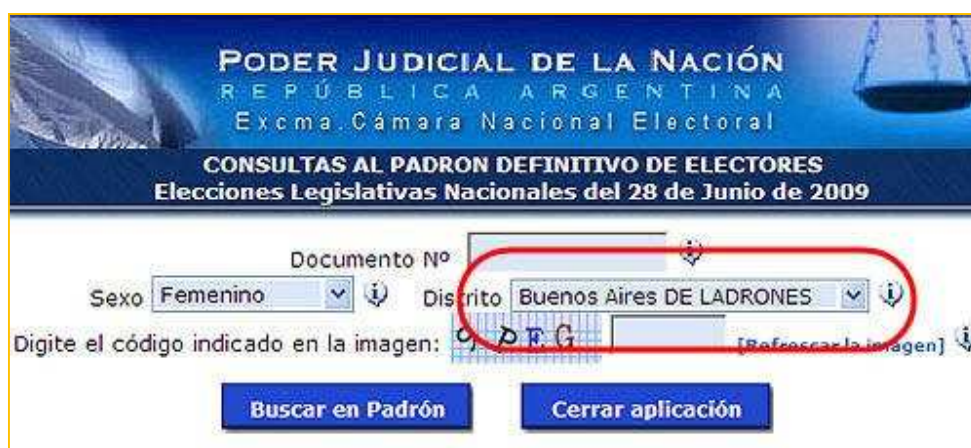 PODER JUDICIAL DE LA NACIÓN
REPÚBLICA ARGENTINA
Excma.Cámara Nacional Electoral
CONSULTAS AL PADRON DEFINITIVO DE ELECTORES
Elecciones Legislativas Nacionales del 28 de Junio de 2009
Documento Nº
Sexo Femenino Distrito Buenos Aires DE LADRONES
Digite el código indicado en la imagen: [Refrescar la imagen]
Buscar en Padrón Cerrar aplicación